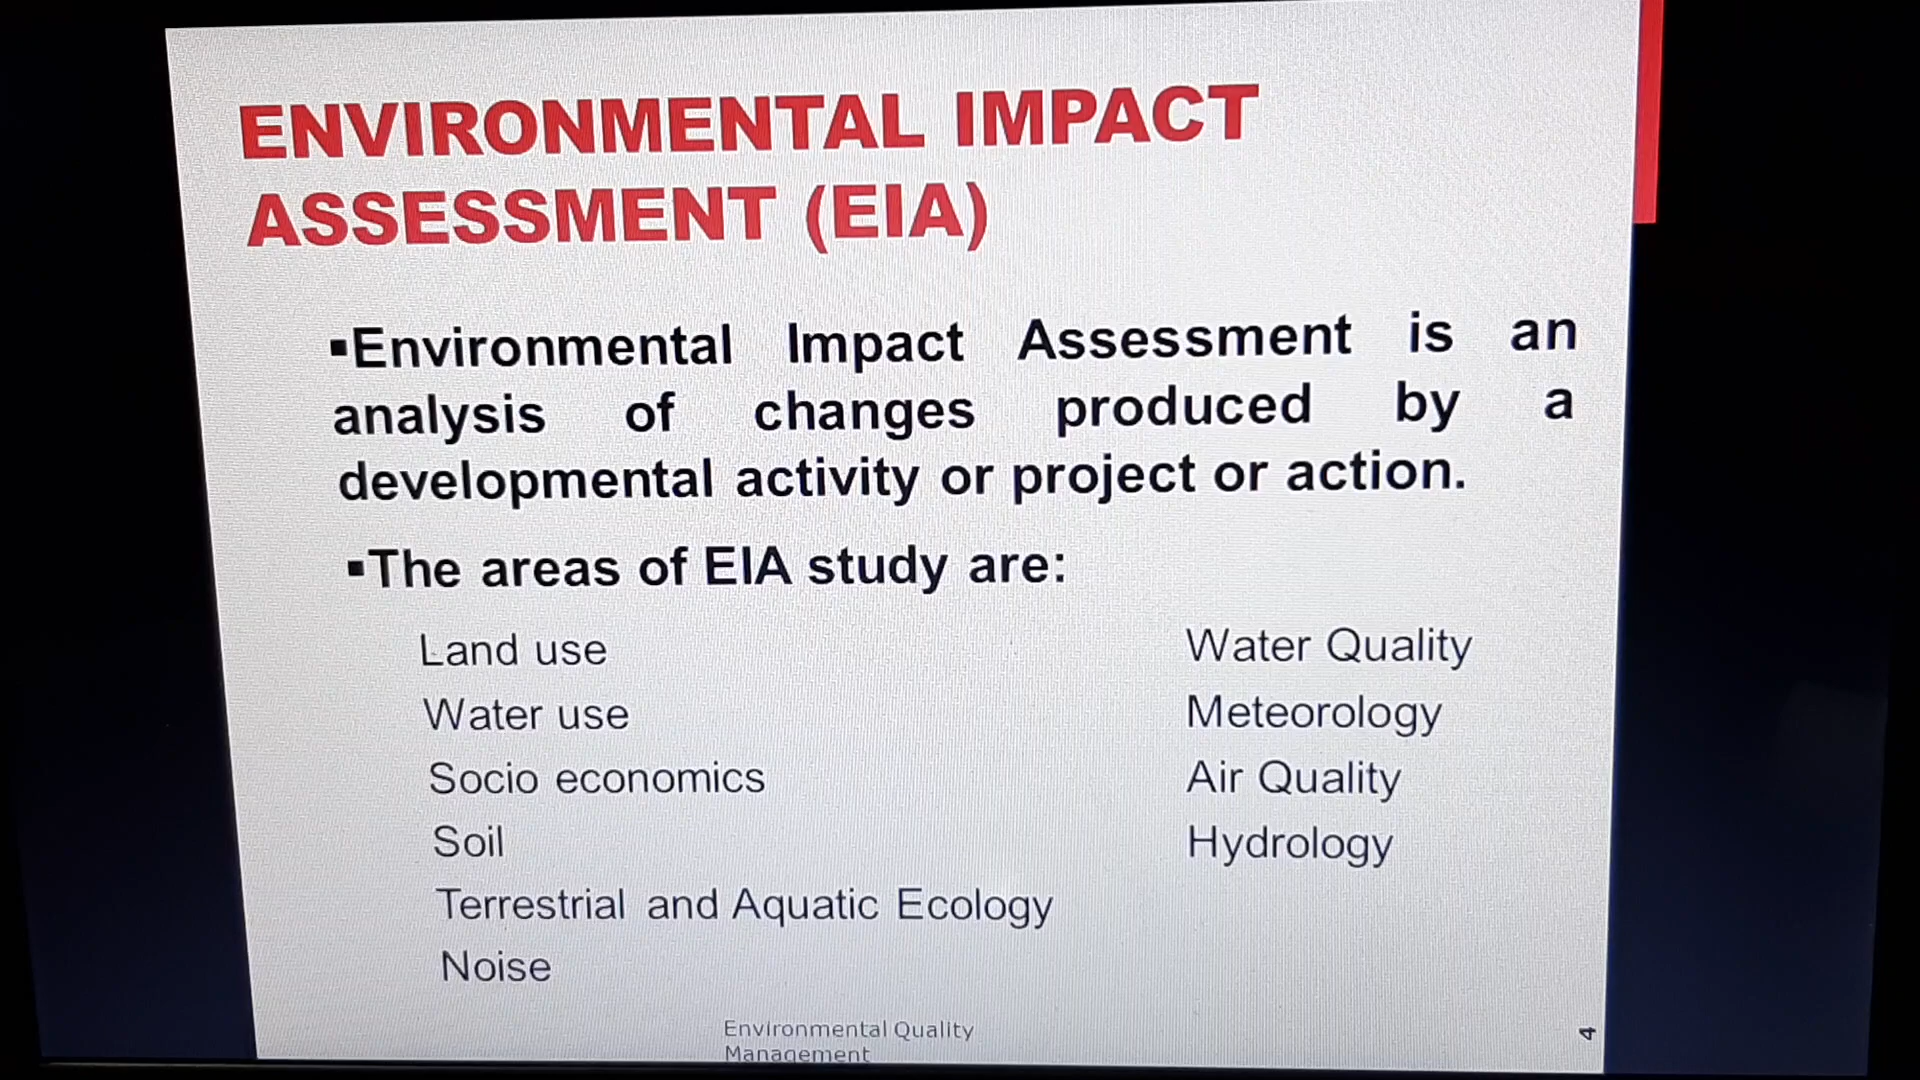 ENVIRONMENTAL IMPACT
ASSESSMENT (EIA)
▪Environmental Impact Assessment is an
analysis of changes produced by a
developmental activity or project or action.
▪The areas of EIA study are:
Land use
Water use
Socio economics
Soil
Terrestrial and Aquatic Ecology
Noise
Water Quality
Meteorology
Air Quality
Hydrology
Environmental Quality
Management
4